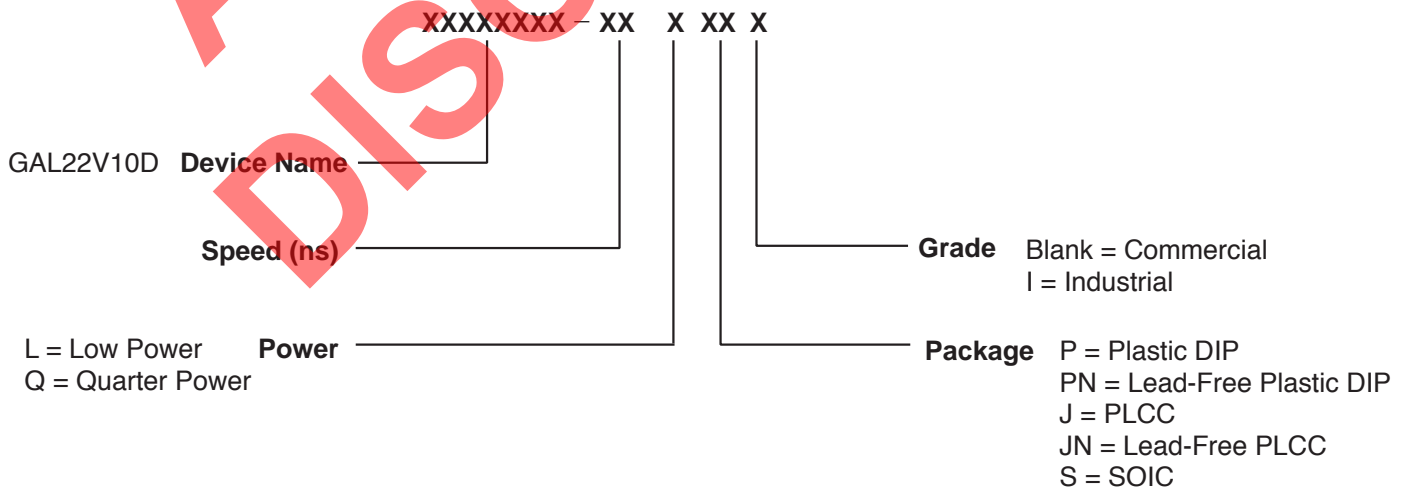 XXXXXXXX – XX X XX X
GAL22V10D Device Name
Speed (ns)
Grade Blank = Commercial
I = Industrial
L = Low Power Power
Q = Quarter Power
Package P = Plastic DIP
PN = Lead-Free Plastic DIP
J = PLCC
JN = Lead-Free PLCC
S = SOIC
DISC